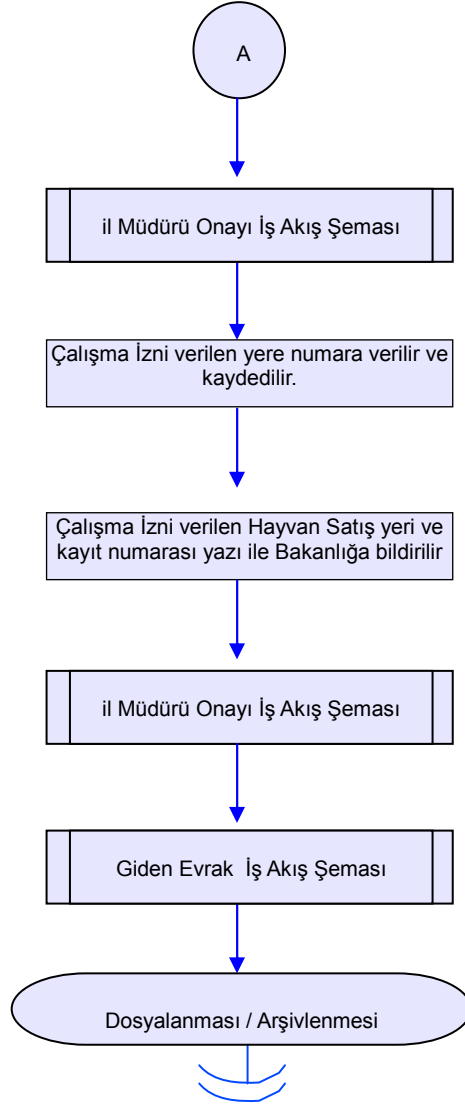 A
il Müdürü Onayı İş Akış Şeması
Çalışma İzni verilen yere numara verilir ve
kaydedilir.
Çalışma İzni verilen Hayvan Satış yeri ve
kayıt numarası yazı ile Bakanlığa bildirilir
il Müdürü Onayı İş Akış Şeması
Giden Evrak İş Akış Şeması
Dosyalanması / Arşivlenmesi